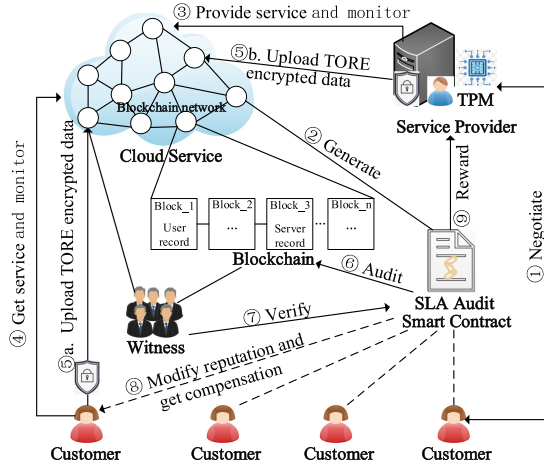 ③ Provide service and monitor
⑤b. Upload TORE
encrypted data
Blockchain network
Cloud Service
TPM
Service Provider
② Generate
⑨ Reward
① Negotiate
④ Get service and monitor
⑤a. Upload TORE encrypted data
Block_1
User
record
Block_2
...
Block_3
Server
record
...
Block_n
...
Blockchain
⑥ Audit
SLA Audit
Smart Contract
⑦ Verify
Witness
⑧ Modify reputation and
get compensation
Customer
Customer
Customer
Customer